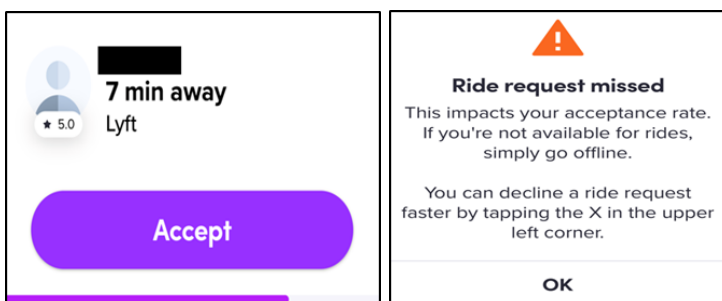 7 min away
★ 5.0
Lyft
Accept
Ride request missed
This impacts your acceptance rate.
If you're not available for rides,
simply go offline.
You can decline a ride request
faster by tapping the X in the upper
left corner.
OK